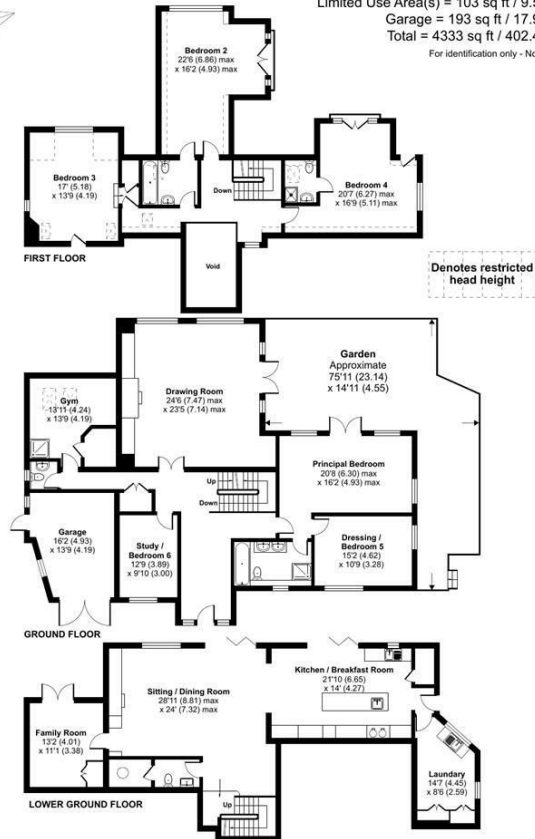 Limited Use Area(s) = 103 sq ft / 9.5
Garage = 193 sq ft / 17.9
Total = 4333 sq ft / 402.4
For identification only - No
Bedroom 2
22'6 (6.86) max
x 16'2 (4.93) max
Bedroom 3
17' (5.18)
x 13'9 (4.19)
Down
Bedroom 4
20'7 (6.27) max
x 16'9 (5.11) max
Void
FIRST FLOOR
Denotes restricted
head height
Garden
Approximate
75'11 (23.14)
x 14'11 (4.55)
Drawing Room
24'6 (7.47) max
x 23'5 (7.14) max
Gym
13'11 (4.24)
x 13'9 (4.19)
Principal Bedroom
20'8 (6.30) max
x 16'2 (4.93) max
Up
Down
Garage
16'2 (4.93)
x 13'9 (4.19)
Study /
Bedroom 6
12'9 (3.89)
x 9'10 (3.00)
Dressing /
Bedroom 5
15'2 (4.62)
x 10'9 (3.28)
GROUND FLOOR
Sitting / Dining Room
28'11 (8.81) max
x 24' (7.32) max
Kitchen / Breakfast Room
21'10 (6.65)
x 14' (4.27)
Family Room
13'2 (4.01)
x 11'1 (3.38)
Laundary
14'7 (4.45)
x 8'6 (2.59)
Up
LOWER GROUND FLOOR